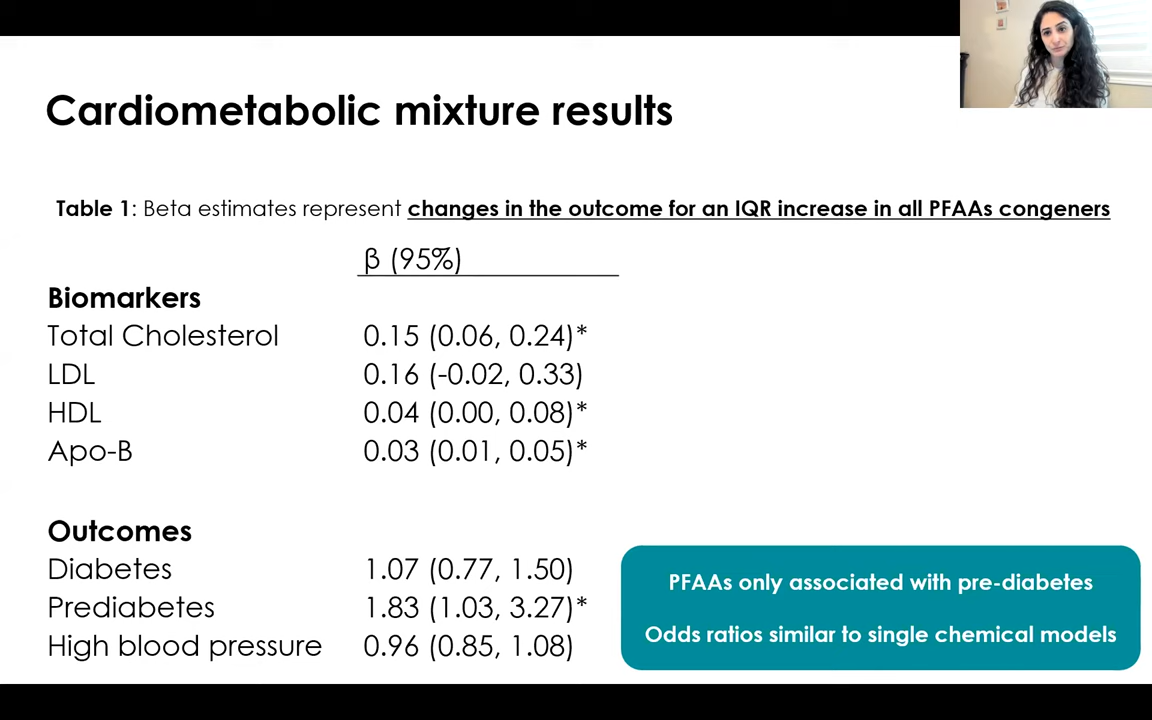 Cardiometabolic mixture results
Table 1: Beta estimates represent changes in the outcome for an IQR increase in all PFAAs congeners
β (95%)
Biomarkers
Total Cholesterol 0.15 (0.06, 0.24)*
LDL 0.16 (-0.02, 0.33)
HDL 0.04 (0.00, 0.08)*
Apo-B 0.03 (0.01, 0.05)*
Outcomes
Diabetes 1.07 (0.77, 1.50)
Prediabetes 1.83 (1.03, 3.27)*
High blood pressure 0.96 (0.85, 1.08)
PFAAs only associated with pre-diabetes
Odds ratios similar to single chemical models